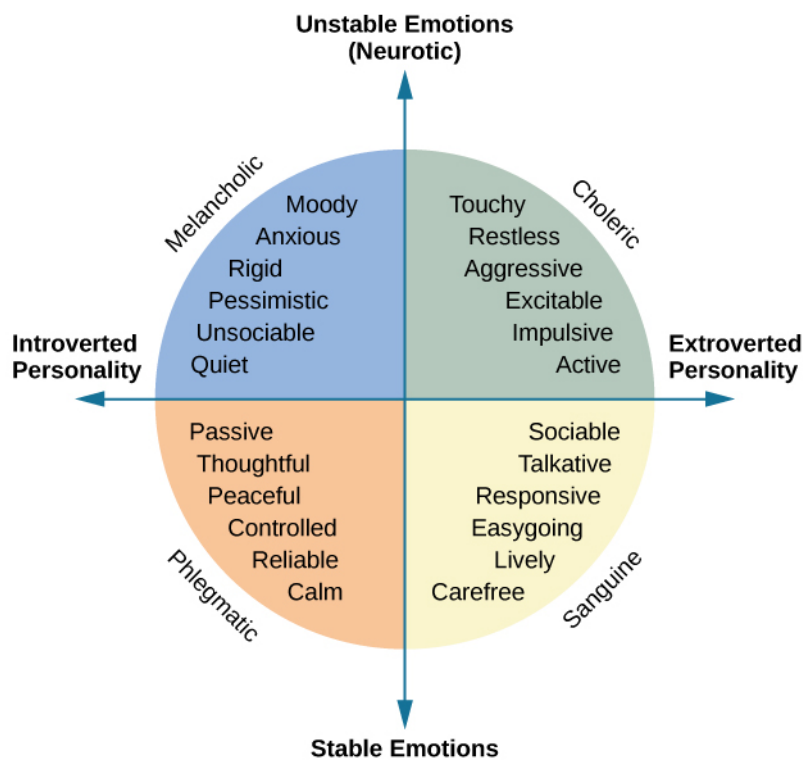 Unstable Emotions
(Neurotic)
Melancholic
Choleric
Moody
Anxious
Rigid
Pessimistic
Unsociable
Quiet
Touchy
Restless
Aggressive
Excitable
Impulsive
Active
Introverted
Personality
Extroverted
Personality
Passive
Thoughtful
Peaceful
Controlled
Reliable
Calm
Sociable
Talkative
Responsive
Easygoing
Lively
Carefree
Phlegmatic
Sanguine
Stable Emotions